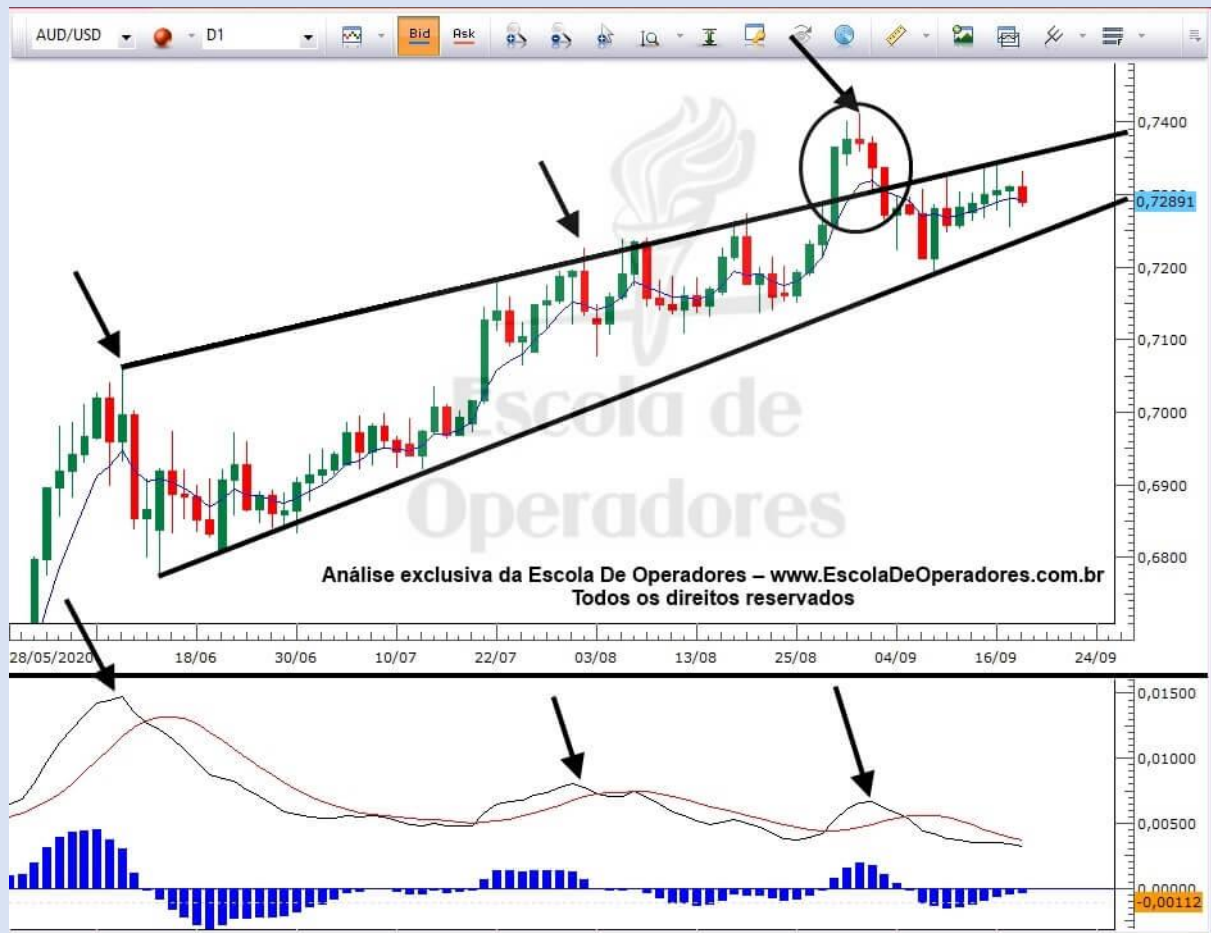 AUD/USD D1 Bid Ask
0,7400
0,72891
0,7200
0,7100
0,7000
0,6900
0,6800
Escola de
Operadores
Análise exclusiva da Escola De Operadores – www.EscolaDeOperadores.com.br
Todos os direitos reservados
28/05/2020 18/06 30/06 10/07 22/07 03/08 13/08 25/08 04/09 16/09 24/09
0,01500
0,01000
0,00500
0,00000
-0,00112